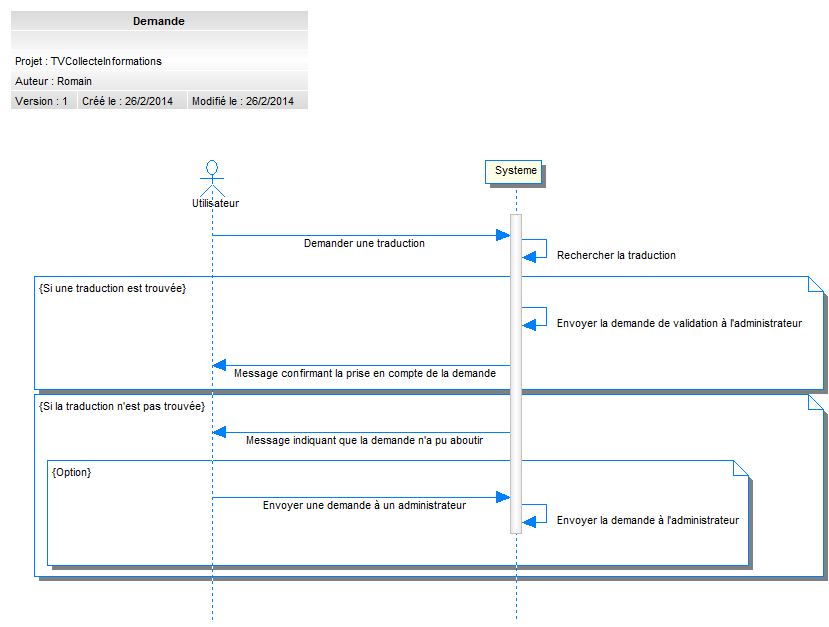 Demande
Projet : TVCollecteInformations
Auteur : Romain
Version : 1 Créé le : 26/2/2014 Modifié le : 26/2/2014
Utilisateur
Systeme
Demander une traduction
Rechercher la traduction
{Si une traduction est trouvée}
Envoyer la demande de validation à l'administrateur
Message confirmant la prise en compte de la demande
{Si la traduction n'est pas trouvée}
Message indiquant que la demande n'a pu aboutir
{Option}
Envoyer une demande à un administrateur
Envoyer la demande à l'administrateur